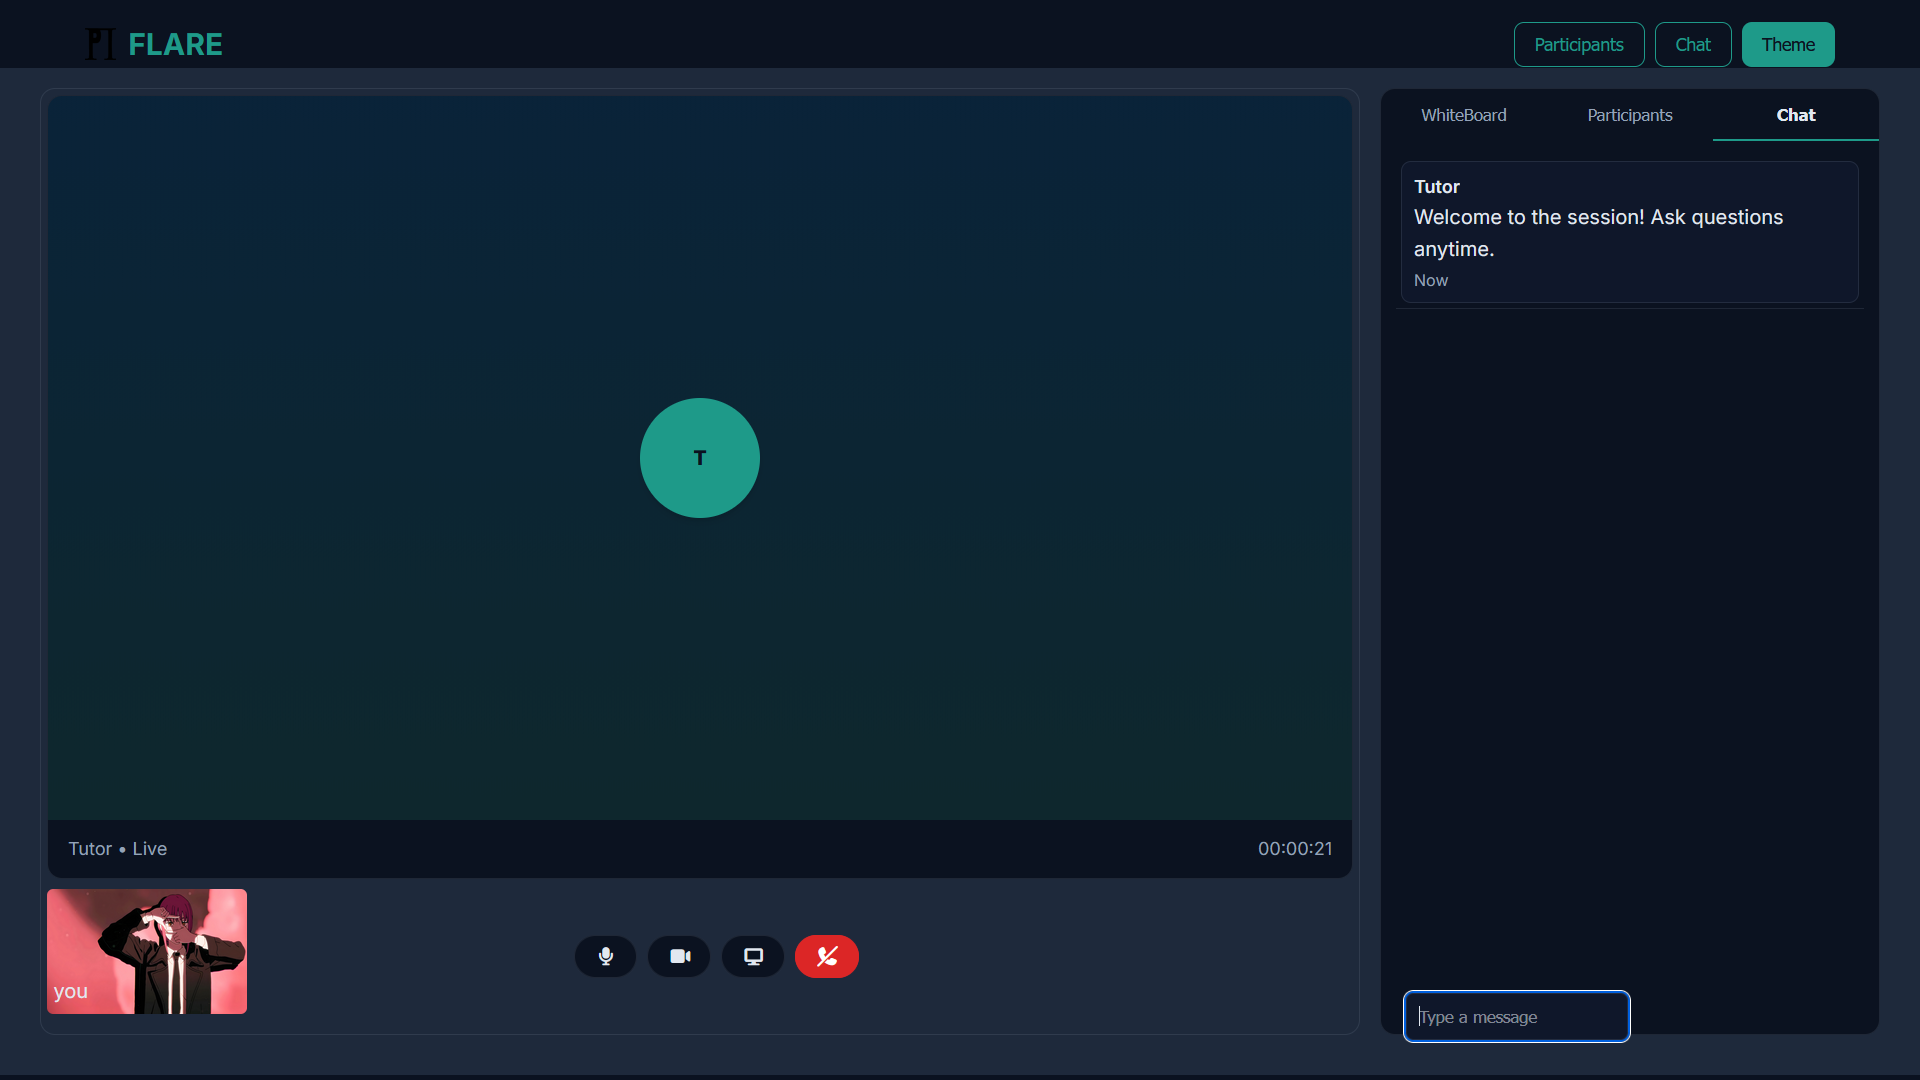 PI FLARE
Participants
Chat
Theme
WhiteBoard
Participants
Chat
Tutor
Welcome to the session! Ask questions
anytime.
Now
T
Tutor • Live
00:00:21
you
Type a message